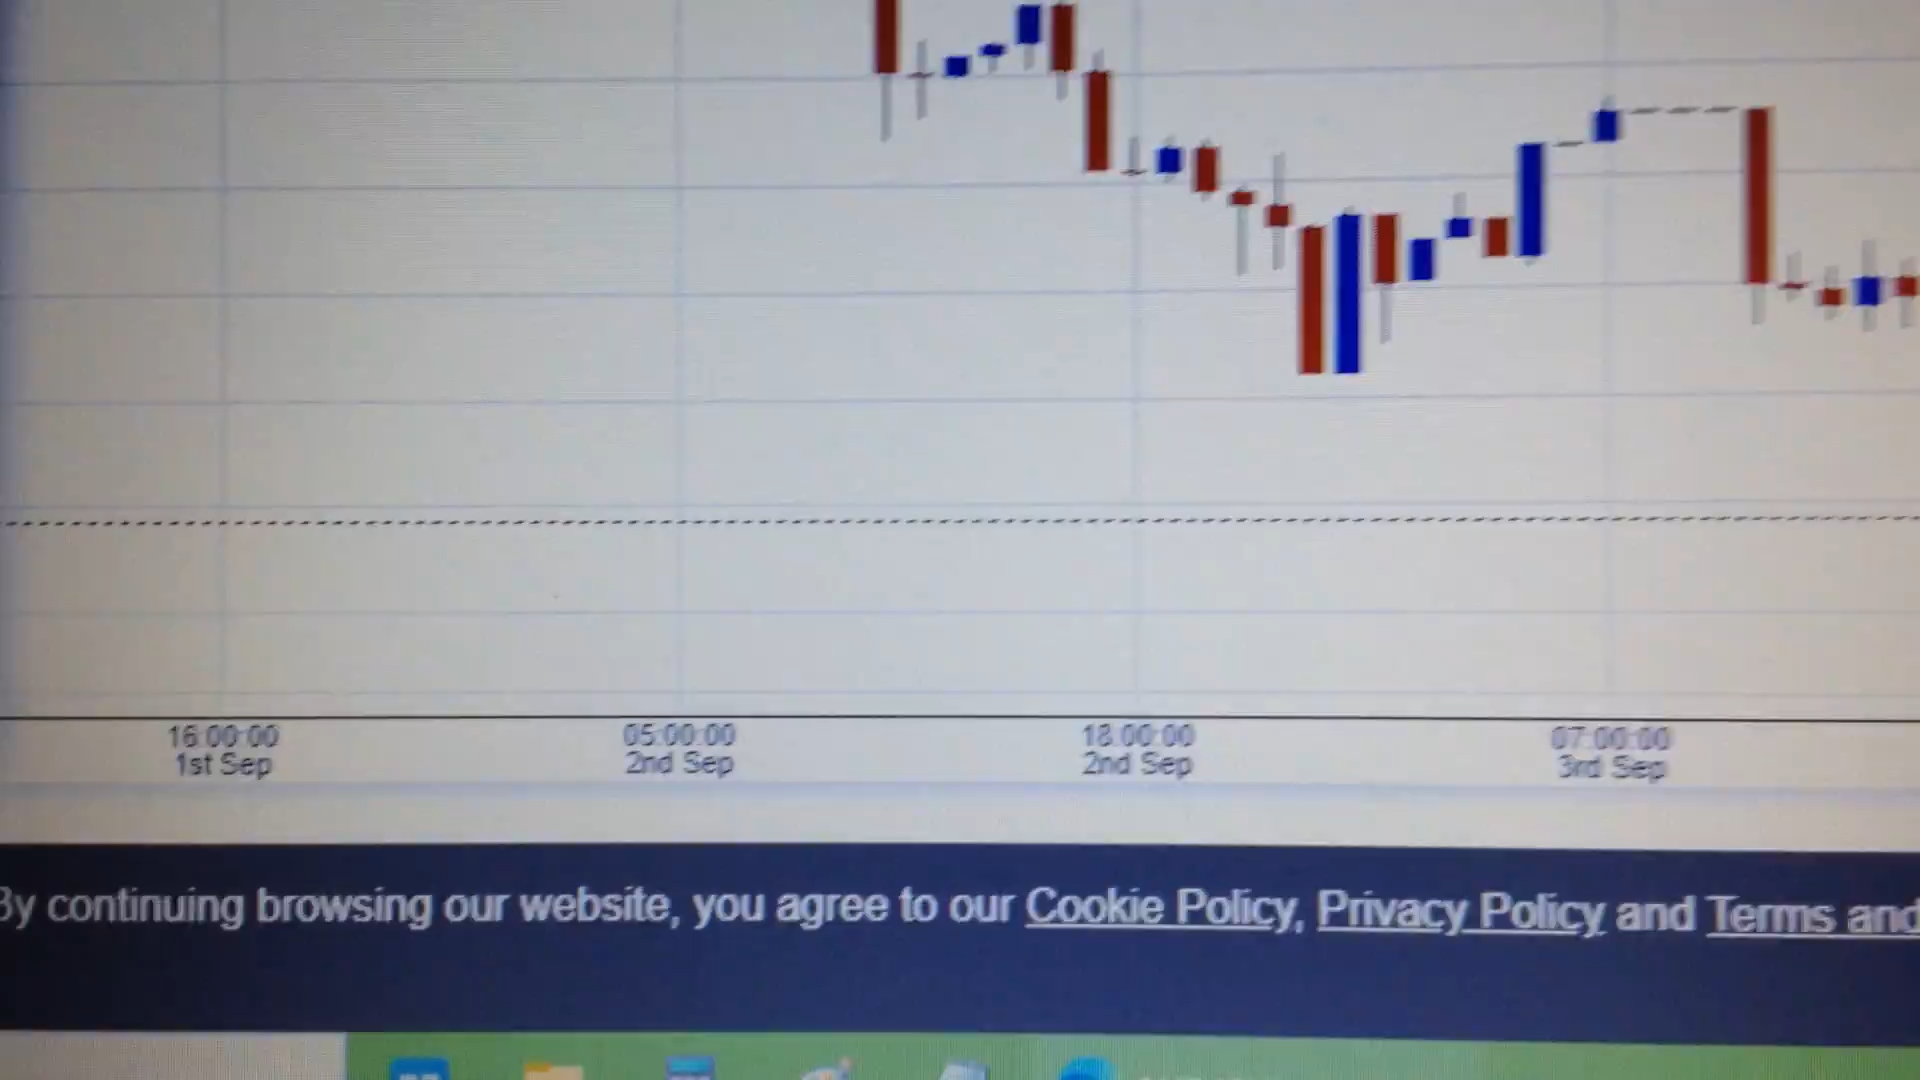 16:00:00 05:00:00 18:00:00 07:00:00
1st Sep 2nd Sep 2nd Sep 3rd Sep
By continuing browsing our website, you agree to our Cookie Policy, Privacy Policy and Terms and